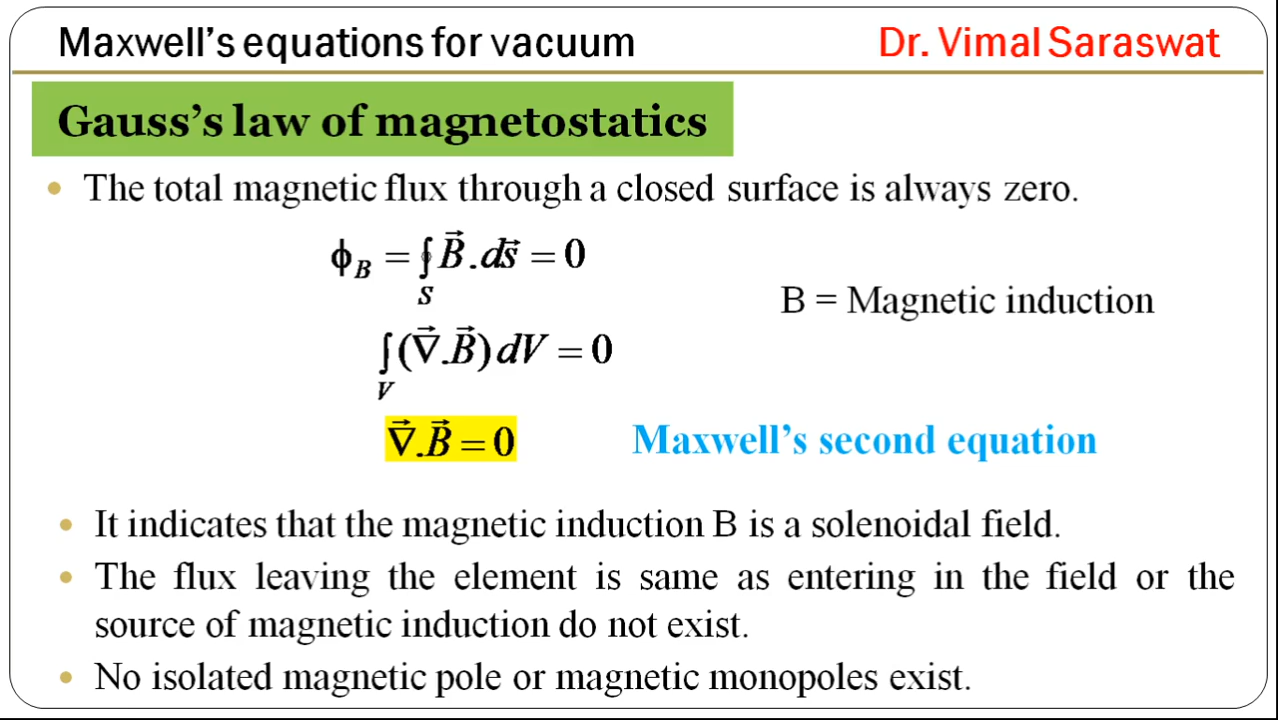 Maxwell's equations for vacuum
Dr. Vimal Saraswat
Gauss's law of magnetostatics
• The total magnetic flux through a closed surface is always zero.
ϕ_B = ∮_S B⃗.ds⃗ = 0
B = Magnetic induction
∫_V (∇⃗.B⃗) dV = 0
∇⃗.B⃗ = 0
Maxwell's second equation
• It indicates that the magnetic induction B is a solenoidal field.
• The flux leaving the element is same as entering in the field or the
source of magnetic induction do not exist.
• No isolated magnetic pole or magnetic monopoles exist.